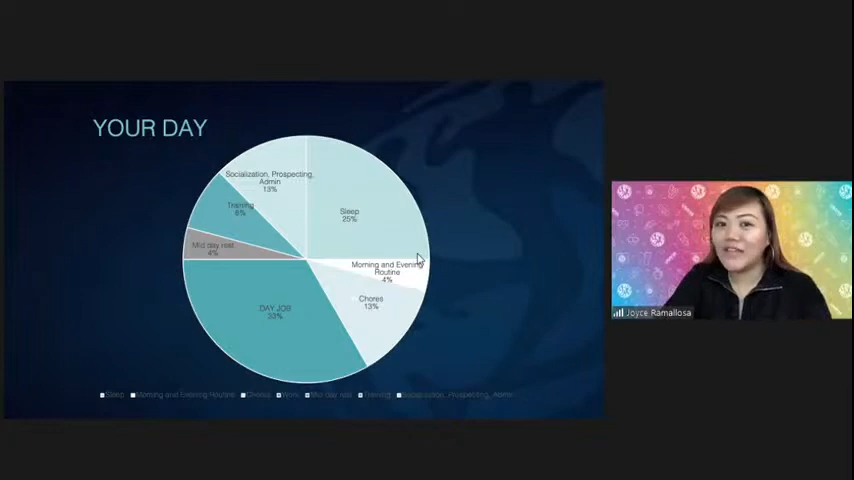 YOUR DAY
Socialization, Prospecting,
Admin
13%
Sleep
25%
Training
8%
Mid day rest
4%
Morning and Evening
Routine
4%
Chores
13%
DAY JOB
33%
Sleep Morning and Evening Routine Chores Work Mid day rest Training Socialization, Prospecting, Admin
Joyce Ramallosa